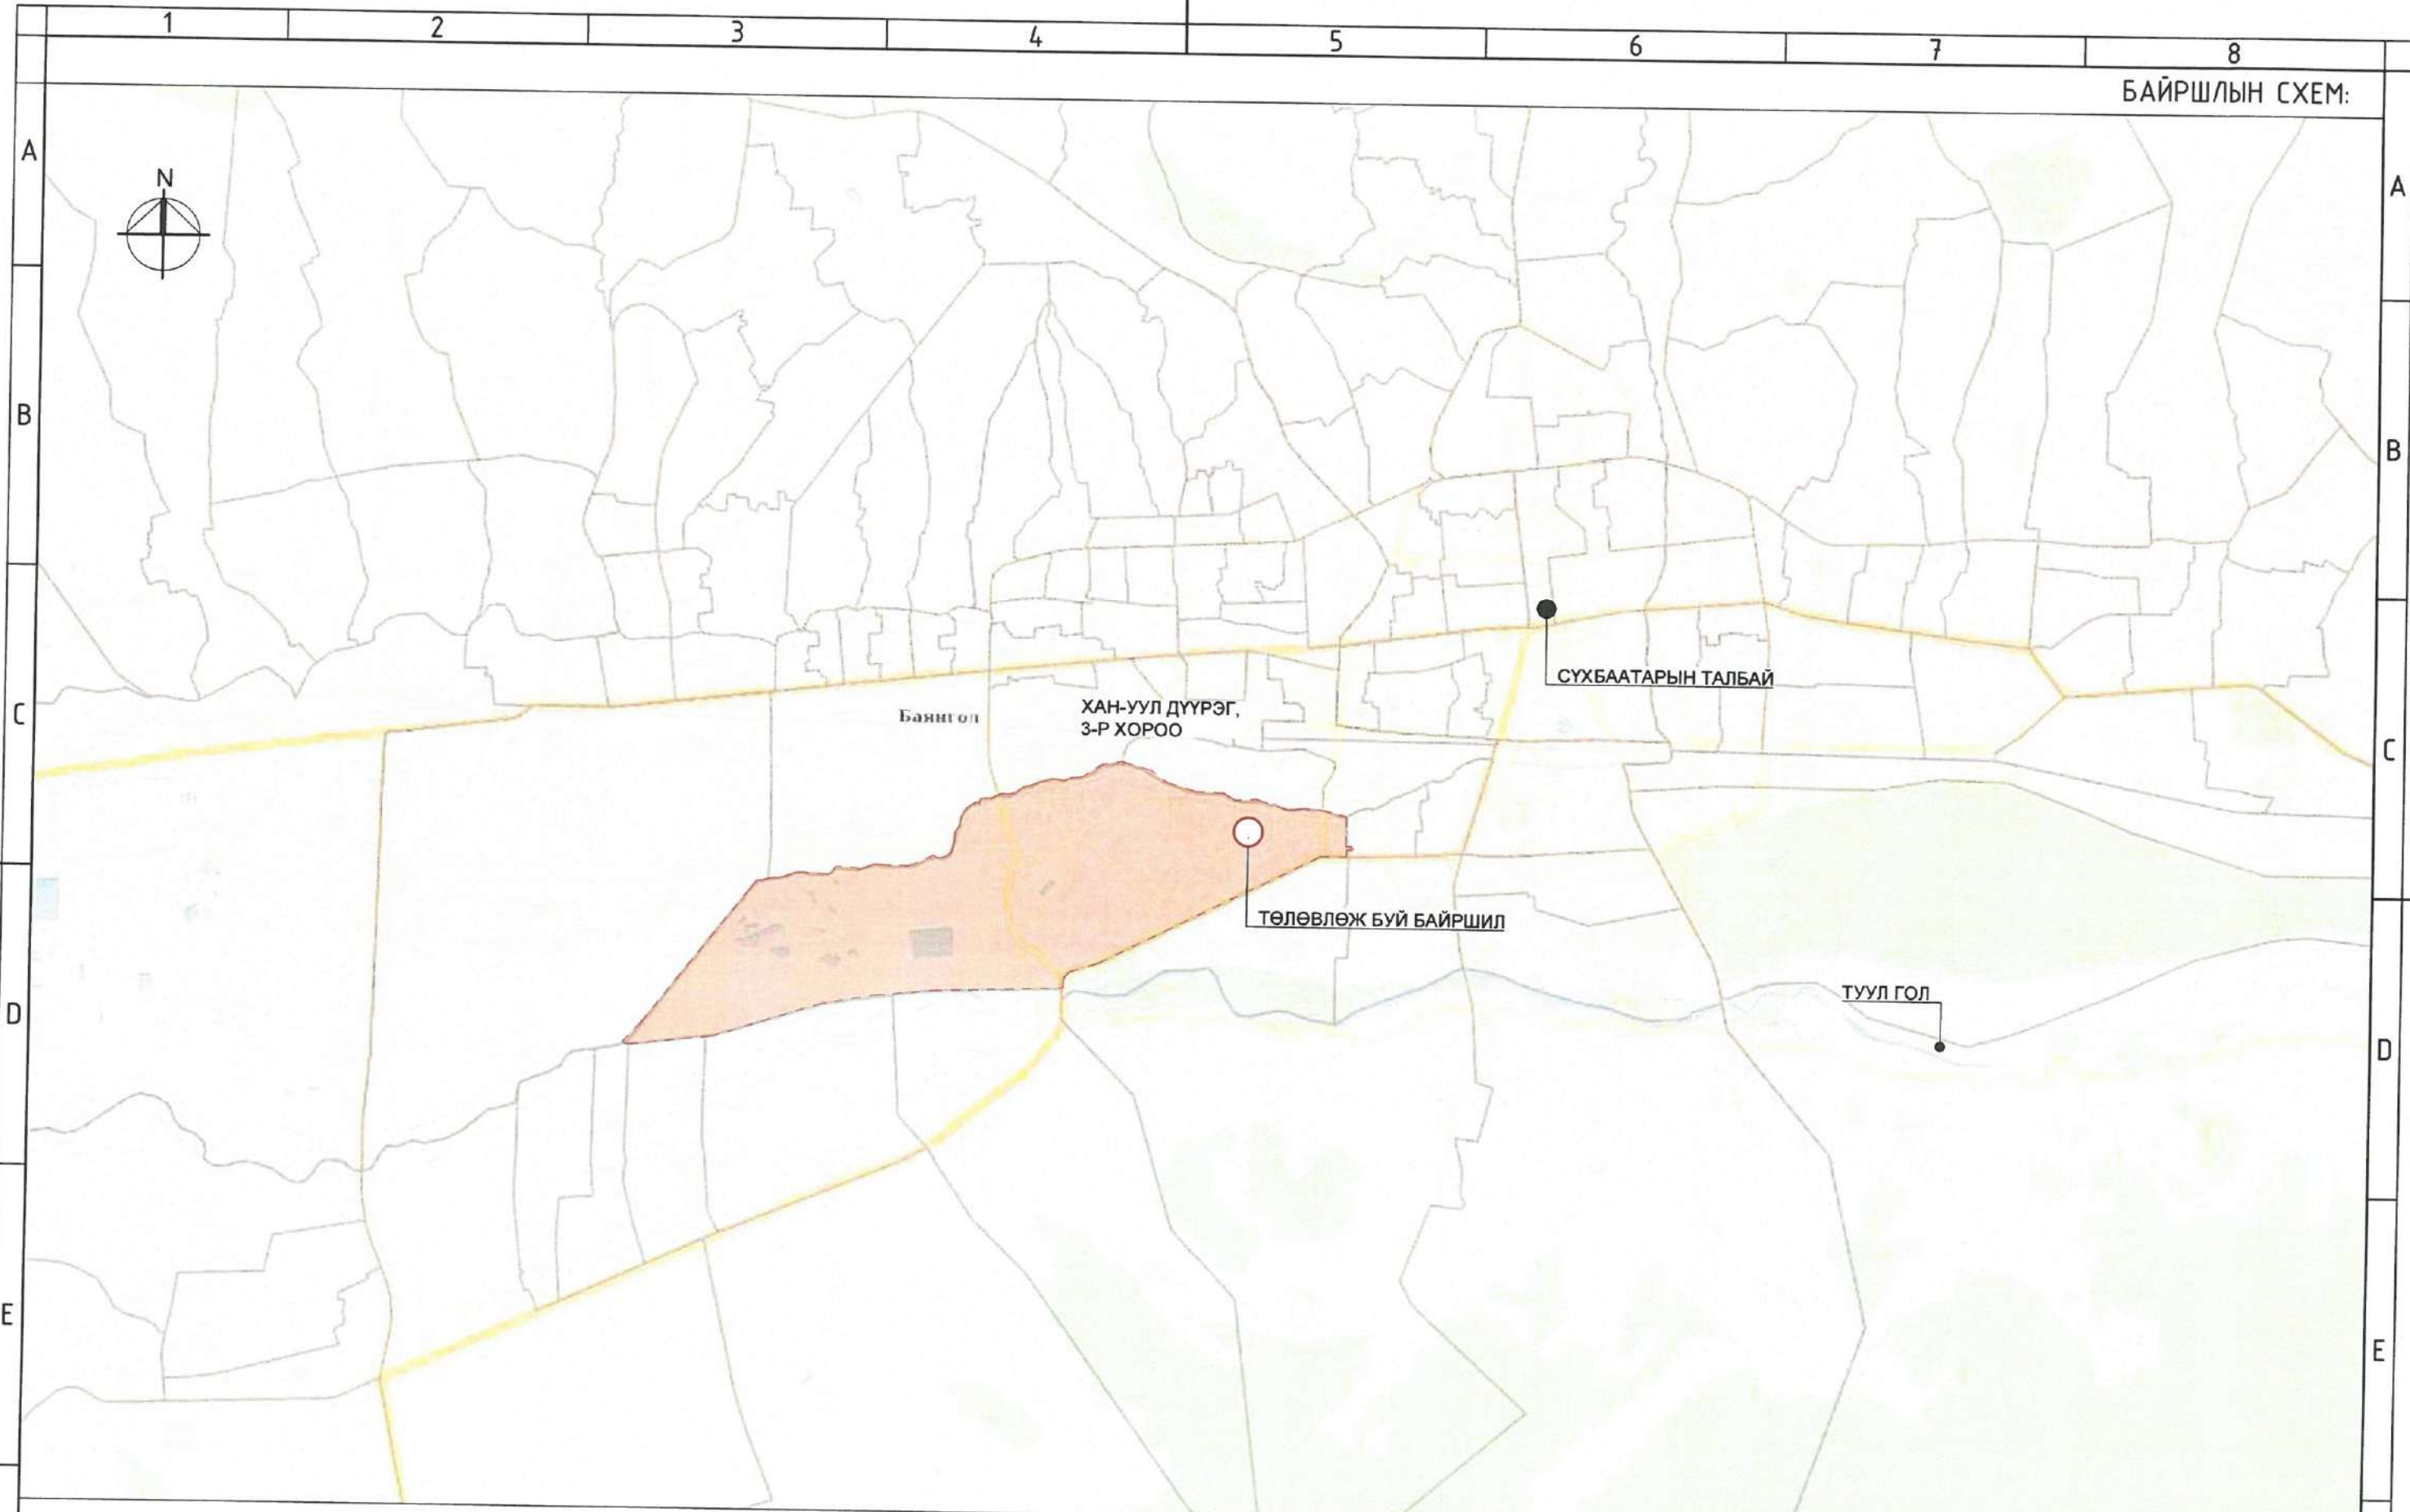 1 2 3 4 5 6 7 8
БАЙРШЛЫН СХЕМ:
A A
N
B B
СҮХБААТАРЫН ТАЛБАЙ
C C
Баянгол
ХАН-УУЛ ДҮҮРЭГ,
3-Р ХОРОО
ТӨЛӨВЛӨЖ БУЙ БАЙРШИЛ
ТУУЛ ГОЛ
D D
E E